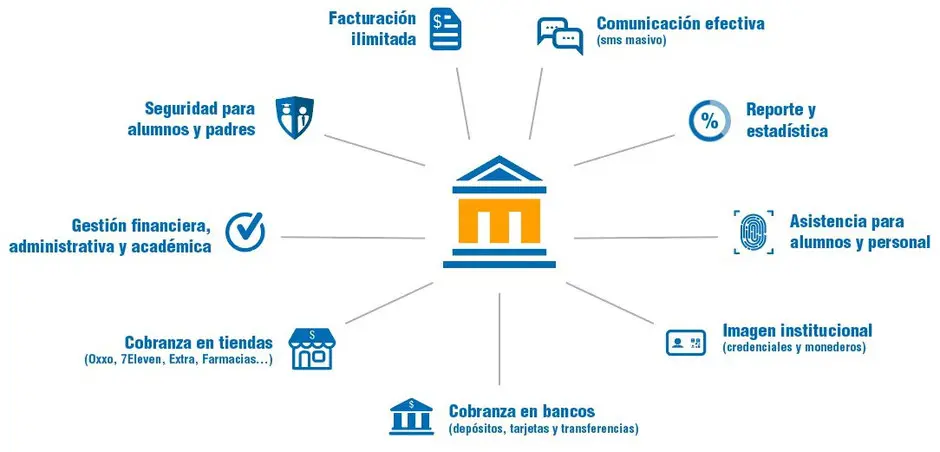 Facturación
ilimitada
$
Comunicación efectiva
(sms masivo)
Seguridad para
alumnos y padres
%
Reporte y
estadística
Gestión financiera,
administrativa y académica
Asistencia para
alumnos y personal
Cobranza en tiendas
(Oxxo, 7Eleven, Extra, Farmacias...)
$
Imagen institucional
(credenciales y monederos)
$
Cobranza en bancos
(depósitos, tarjetas y transferencias)